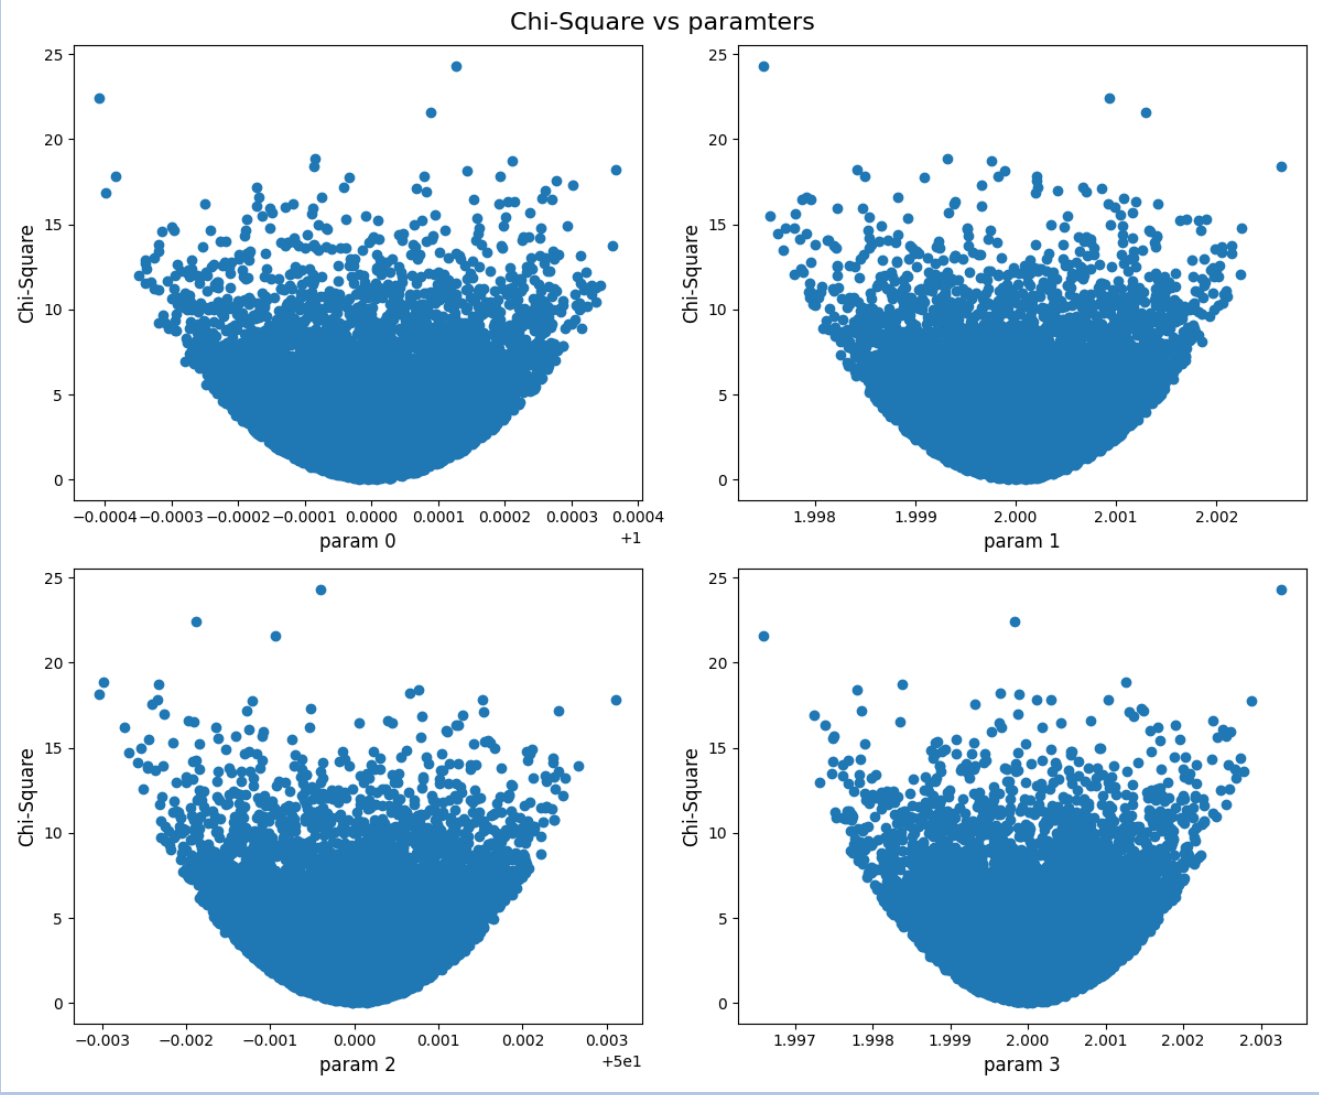 Chi-Square vs paramters
25
20
15
10
5
0
Chi-Square
−0.0004 −0.0003 −0.0002 −0.0001 0.0000 0.0001 0.0002 0.0003 0.0004
+1
param 0
25
20
15
10
5
0
Chi-Square
1.998 1.999 2.000 2.001 2.002
param 1
25
20
15
10
5
0
Chi-Square
−0.003 −0.002 −0.001 0.000 0.001 0.002 0.003
+5e1
param 2
25
20
15
10
5
0
Chi-Square
1.997 1.998 1.999 2.000 2.001 2.002 2.003
param 3